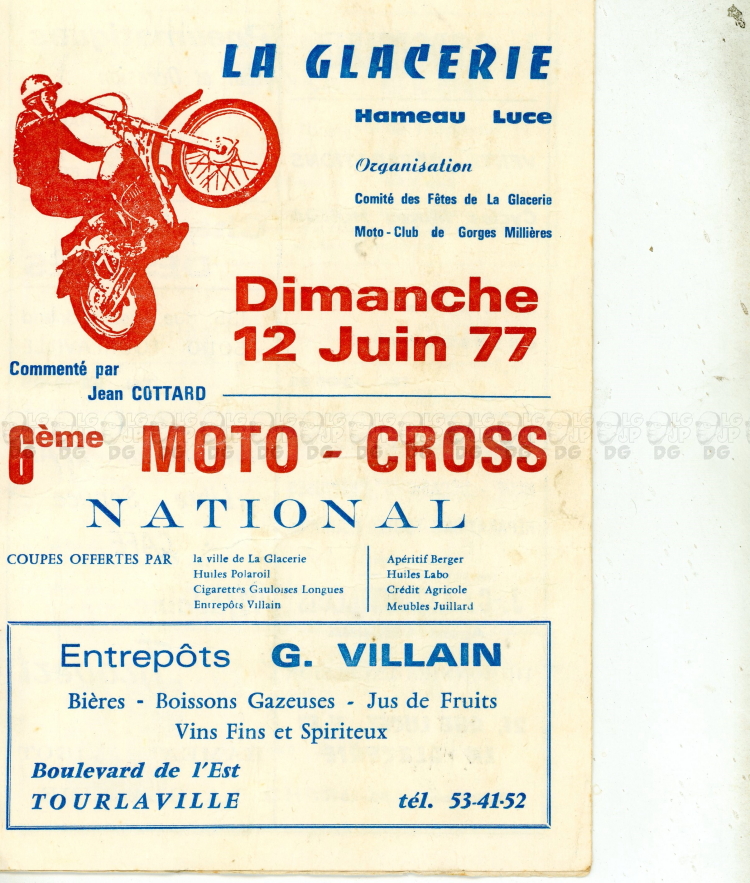 LA GLACERIE
Hameau Luce
Organisation
Comité des Fêtes de La Glacerie
Moto-Club de Gorges Millières
Dimanche
12 Juin 77
Commenté par
Jean COTTARD
6ème MOTO - CROSS
NATIONAL
COUPES OFFERTES PAR
la ville de La Glacerie
Huiles Polaroil
Cigarettes Gauloises Longues
Entrepôts Villain
Apéritif Berger
Huiles Labo
Crédit Agricole
Meubles Juillard
Entrepôts G. VILLAIN
Bières - Boissons Gazeuses - Jus de Fruits
Vins Fins et Spiriteux
Boulevard de l'Est
TOURLAVILLE tél. 53-41-52